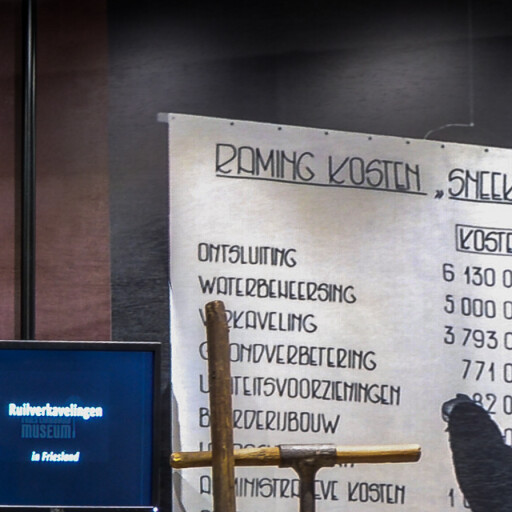 RAMING KOSTEN „SNEEK
KOSTE
ONTSLUITING 6 130 0
WATERBEHEERSING 5 000 0
VERKAVELING 3 793 0
GRONDVERBETERING 771 0
BOERDERIJBOUW
ADMINISTRATIEVE KOSTEN
Ruilverkavelingen
MUSEUM
in Friesland